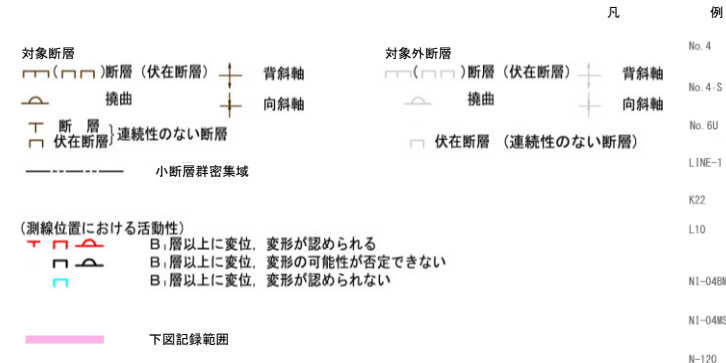 凡 例
対象断層
( )断層（伏在断層） 背斜軸
撓曲 向斜軸
断 層
伏在断層
}連続性のない断層
小断層群密集域
対象外断層
( )断層（伏在断層） 背斜軸
撓曲 向斜軸
伏在断層 （連続性のない断層）
(測線位置における活動性)
B1層以上に変位，変形が認められる
B1層以上に変位，変形の可能性が否定できない
B1層以上に変位，変形が認められない
下図記録範囲
No.4
No.4-S
No.6U
LINE-1
K22
L10
NI-04BM
NI-04MS
N-120